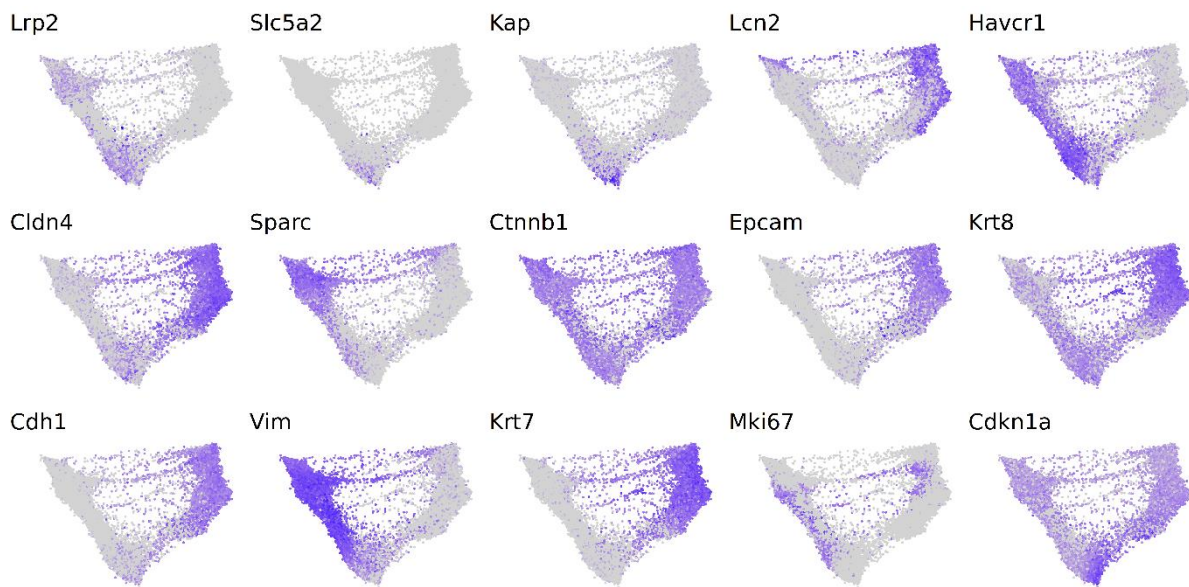 Lrp2 Slc5a2 Kap Lcn2 Havcr1
Cldn4 Sparc Ctnnb1 Epcam Krt8
Cdh1 Vim Krt7 Mki67 Cdkn1a